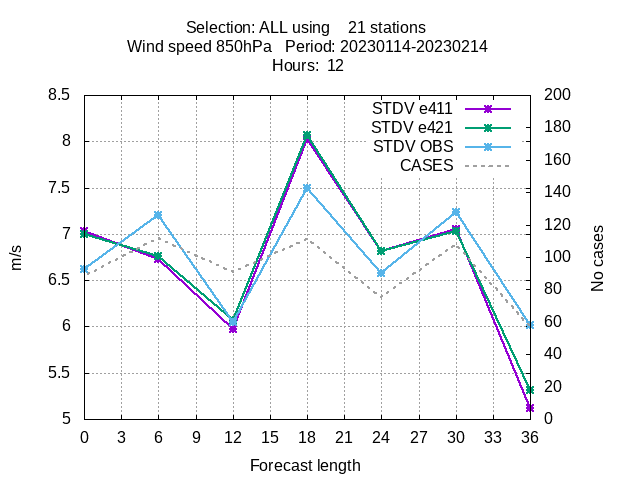 Selection: ALL using    21 stations
Wind speed 850hPa   Period: 20230114-20230214
Hours:  12
STDV e411
STDV e421
STDV OBS
CASES
m/s
8.5
8
7.5
7
6.5
6
5.5
5
200
180
160
140
120
100
80
60
40
20
0
No cases
0 3 6 9 12 15 18 21 24 27 30 33 36
Forecast length